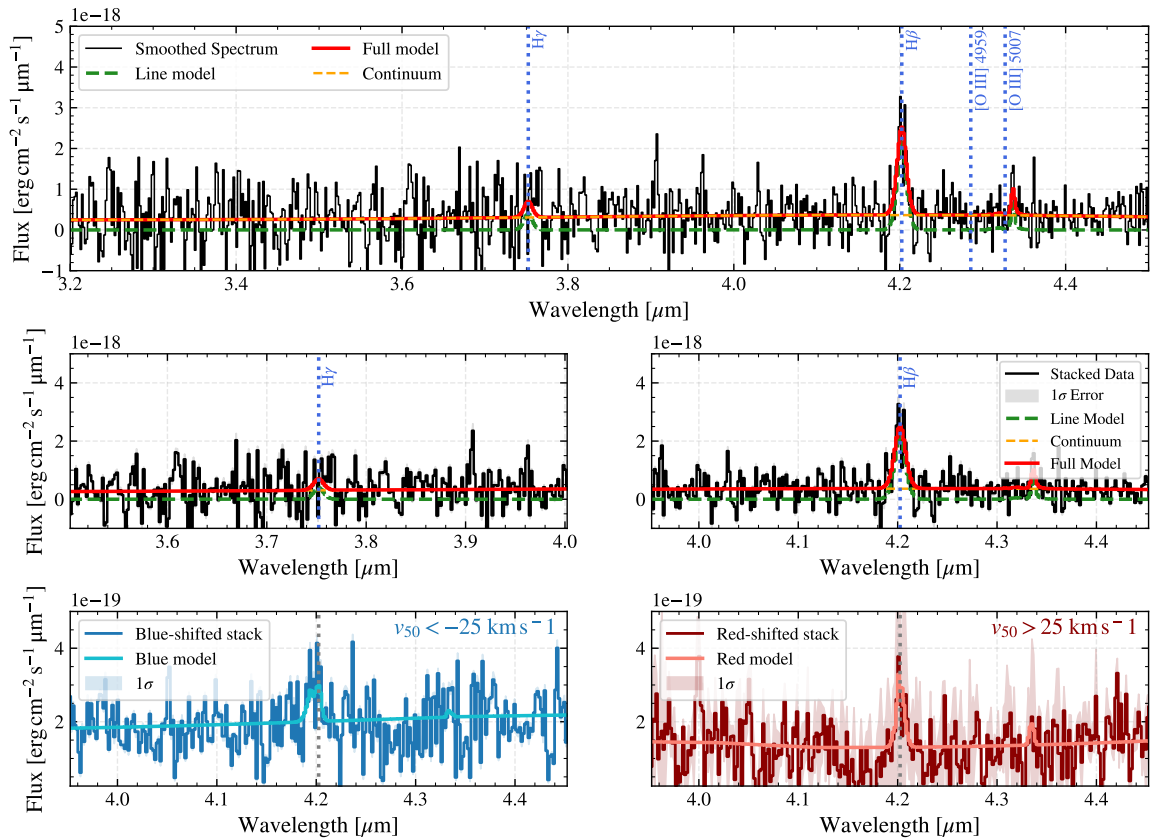 1e−18
Smoothed Spectrum
Line model
Full model
Continuum
Hγ
Hβ
[O III] 4959
[O III] 5007
Flux [erg cm−2 s−1 μm−1]
5
4
3
2
1
0
−1
3.2 3.4 3.6 3.8 4.0 4.2 4.4
Wavelength [μm]
1e−18
Hγ
Flux [erg cm−2 s−1 μm−1]
4
2
0
3.6 3.7 3.8 3.9 4.0
Wavelength [μm]
1e−18
Hβ
Stacked Data
1σ Error
Line Model
Continuum
Full Model
4
2
0
4.0 4.1 4.2 4.3 4.4
Wavelength [μm]
1e−19
Blue-shifted stack
Blue model
1σ
v50 < −25 km s−1
Flux [erg cm−2 s−1 μm−1]
4
2
4.0 4.1 4.2 4.3 4.4
Wavelength [μm]
1e−19
Red-shifted stack
Red model
1σ
v50 > 25 km s−1
4
2
4.0 4.1 4.2 4.3 4.4
Wavelength [μm]